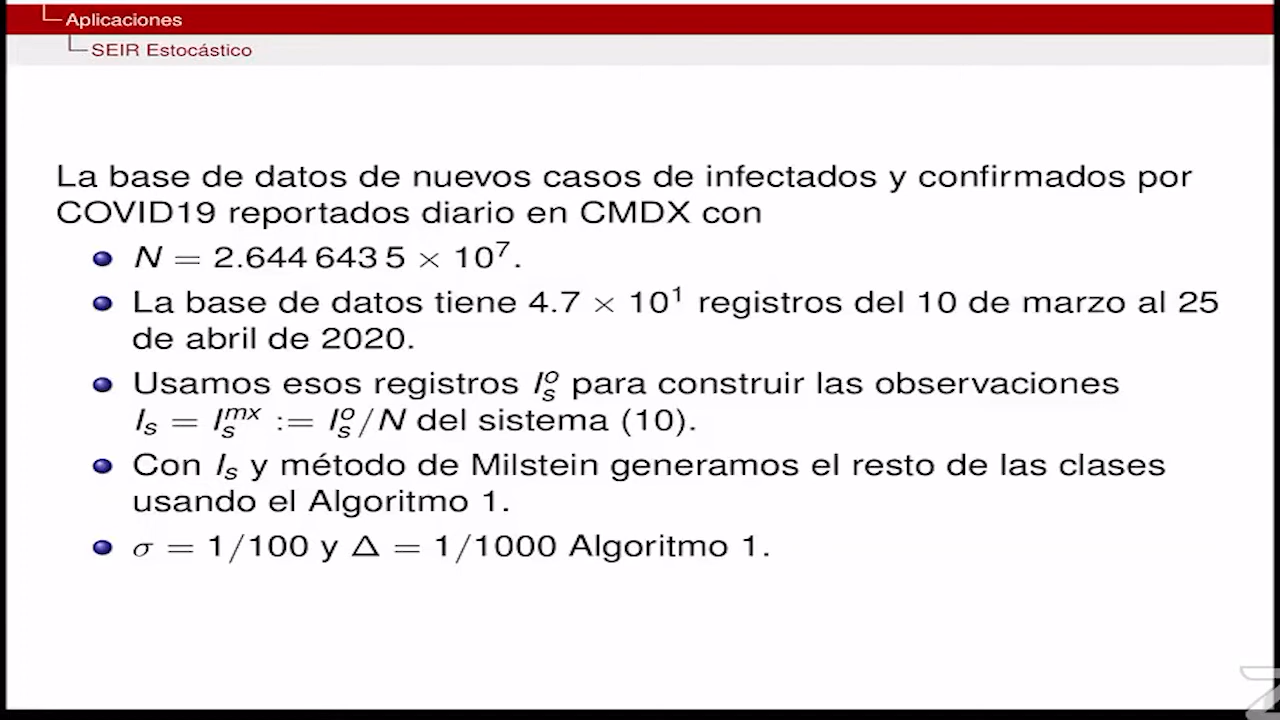 Aplicaciones
SEIR Estocástico
La base de datos de nuevos casos de infectados y confirmados por
COVID19 reportados diario en CMDX con
N = 2.644 643 5 × 10⁷.
La base de datos tiene 4.7 × 10¹ registros del 10 de marzo al 25
de abril de 2020.
Usamos esos registros I_s^o para construir las observaciones
I_s = I_s^{mx} := I_s^o/N del sistema (10).
Con I_s y método de Milstein generamos el resto de las clases
usando el Algoritmo 1.
σ = 1/100 y Δ = 1/1000 Algoritmo 1.